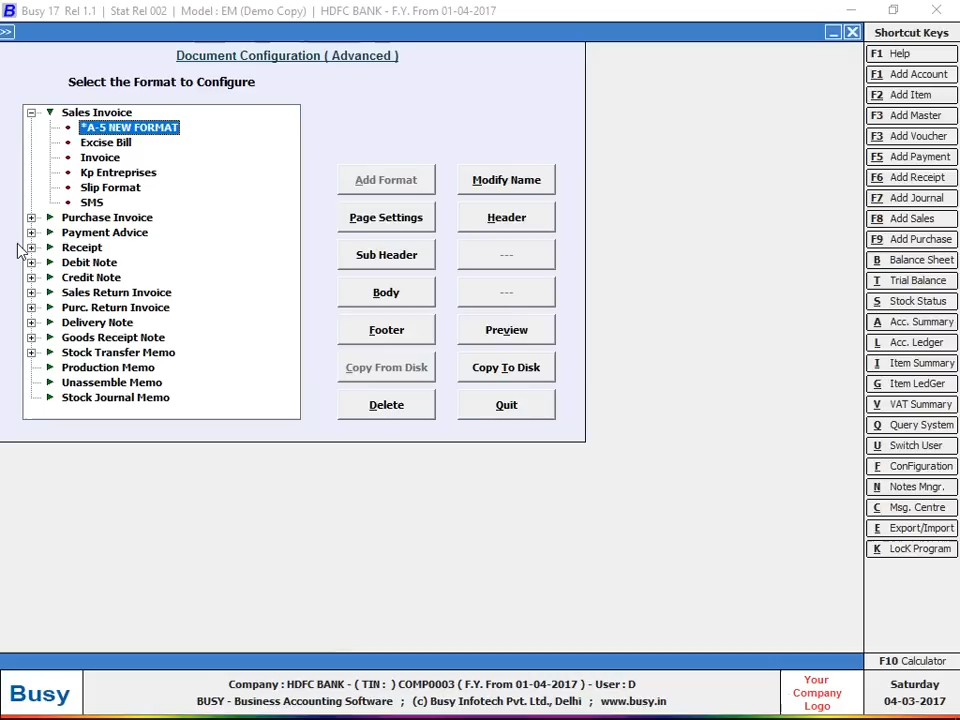 B Busy 17 Rel 1.1 | Stat Rel 002 | Model : EM (Demo Copy) | HDFC BANK - F.Y. From 01-04-2017
>>
Document Configuration ( Advanced )
Select the Format to Configure
Sales Invoice
*A-5 NEW FORMAT
Excise Bill
Invoice
Kp Entreprises
Slip Format
SMS
Purchase Invoice
Payment Advice
Receipt
Debit Note
Credit Note
Sales Return Invoice
Purc. Return Invoice
Delivery Note
Goods Receipt Note
Stock Transfer Memo
Production Memo
Unassemble Memo
Stock Journal Memo
Add Format Modify Name
Page Settings Header
Sub Header ---
Body ---
Footer Preview
Copy From Disk Copy To Disk
Delete Quit
Shortcut Keys
F1 Help
F1 Add Account
F2 Add Item
F3 Add Master
F3 Add Voucher
F5 Add Payment
F6 Add Receipt
F7 Add Journal
F8 Add Sales
F9 Add Purchase
B Balance Sheet
T Trial Balance
S Stock Status
A Acc. Summary
L Acc. Ledger
I Item Summary
G Item LedGer
V VAT Summary
Q Query System
U Switch User
F ConFiguration
N Notes Mngr.
C Msg. Centre
E Export/Import
K LocK Program
F10 Calculator
Busy
Company : HDFC BANK - ( TIN : ) COMP0003 ( F.Y. From 01-04-2017 ) - User : D
BUSY - Business Accounting Software ; (c) Busy Infotech Pvt. Ltd., Delhi ; www.busy.in
Your
Company
Logo
Saturday
04-03-2017